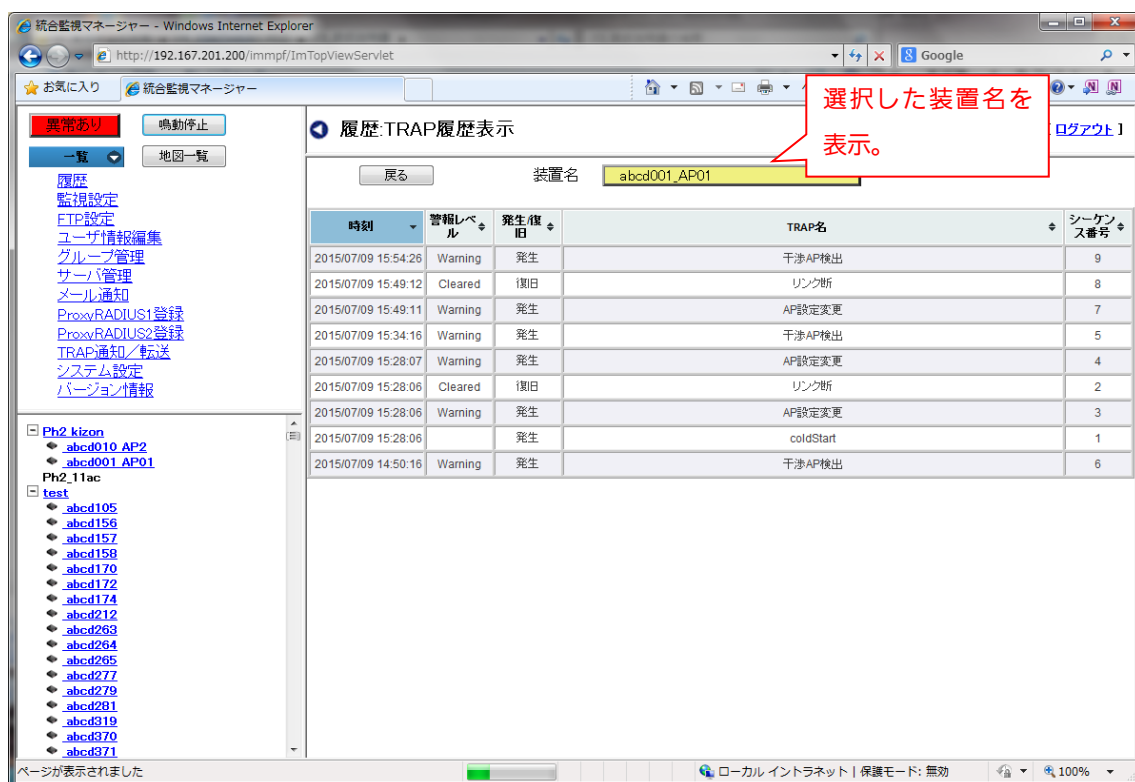 統合監視マネージャー - Windows Internet Explorer
http://192.167.201.200/immpf/ImTopViewServlet
Google
お気に入り
統合監視マネージャー
選択した装置名を
表示。
異常あり
鳴動停止
一覧
地図一覧
履歴
監視設定
FTP設定
ユーザ情報編集
グループ管理
サーバ管理
メール通知
ProxyRADIUS1登録
ProxyRADIUS2登録
TRAP通知／転送
システム設定
バージョン情報
Ph2 kizon
abcd010 AP2
abcd001 AP01
Ph2_11ac
test
abcd105
abcd156
abcd157
abcd158
abcd170
abcd172
abcd174
abcd212
abcd263
abcd264
abcd265
abcd277
abcd279
abcd281
abcd319
abcd370
abcd371
履歴:TRAP履歴表示
[ ログアウト ]
戻る 装置名 abcd001_AP01
時刻 警報レベル 発生/復旧 TRAP名 シーケンス番号
2015/07/09 15:54:26 Warning 発生 干渉AP検出 9
2015/07/09 15:49:12 Cleared 復旧 リンク断 8
2015/07/09 15:49:11 Warning 発生 AP設定変更 7
2015/07/09 15:34:16 Warning 発生 干渉AP検出 5
2015/07/09 15:28:07 Warning 発生 AP設定変更 4
2015/07/09 15:28:06 Cleared 復旧 リンク断 2
2015/07/09 15:28:06 Warning 発生 AP設定変更 3
2015/07/09 15:28:06 発生 coldStart 1
2015/07/09 14:50:16 Warning 発生 干渉AP検出 6
ページが表示されました
ローカル イントラネット | 保護モード: 無効
100%